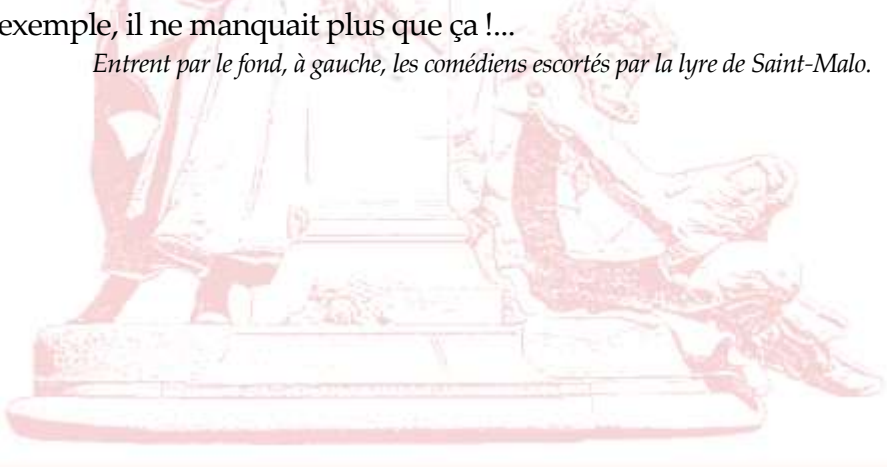 exemple, il ne manquait plus que ça !...
Entrent par le fond, à gauche, les comédiens escortés par la lyre de Saint-Malo.